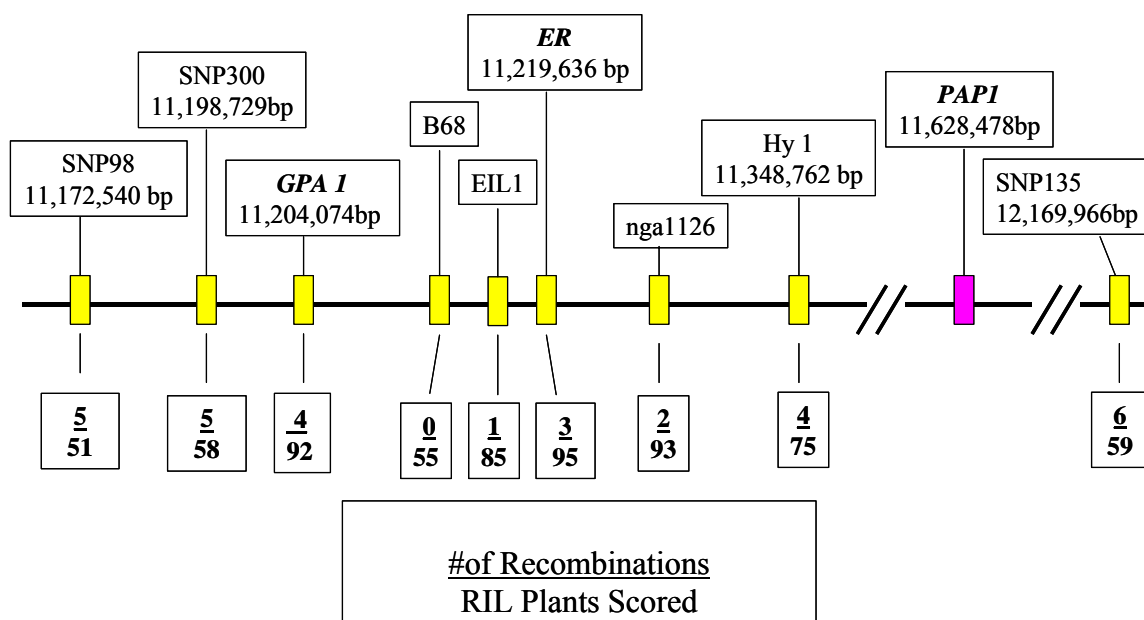 ER
11,219,636 bp
SNP300
11,198,729bp
PAP1
11,628,478bp
B68
Hy 1
11,348,762 bp
SNP98
11,172,540 bp
GPA 1
11,204,074bp
EIL1
SNP135
12,169,966bp
nga1126
5
51
5
58
4
92
0
55
1
85
3
95
2
93
4
75
6
59
#of Recombinations
RIL Plants Scored